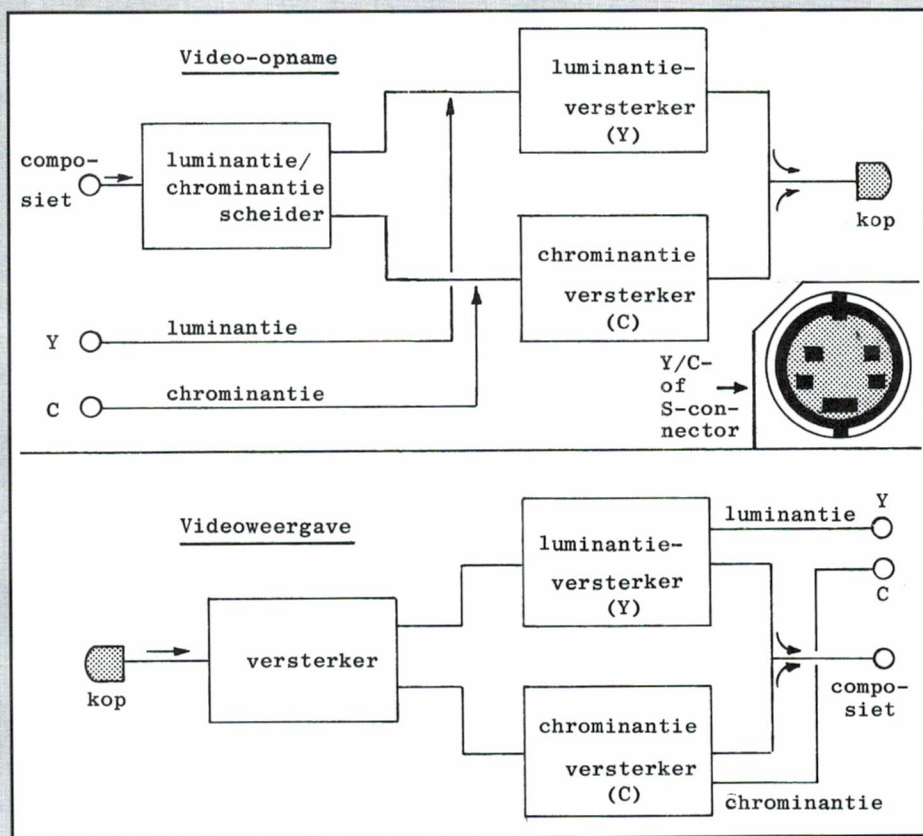 Video-opname
compo-
siet
luminantie/
chrominantie
scheider
luminantie-
versterker
(Y)
chrominantie
versterker
(C)
kop
Y
luminantie
C
chrominantie
Y/C-
of
S-con-
nector
Videoweergave
kop
versterker
luminantie-
versterker
(Y)
chrominantie
versterker
(C)
luminantie
Y
C
compo-
siet
chrominantie